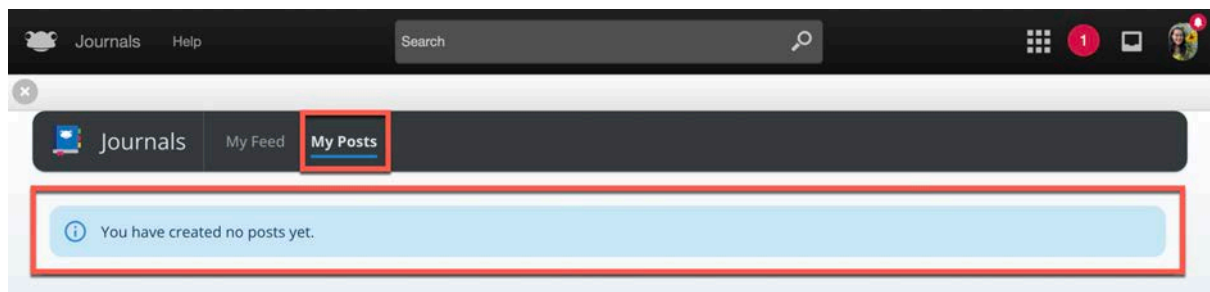 Journals Help Search 1
Journals My Feed My Posts
You have created no posts yet.